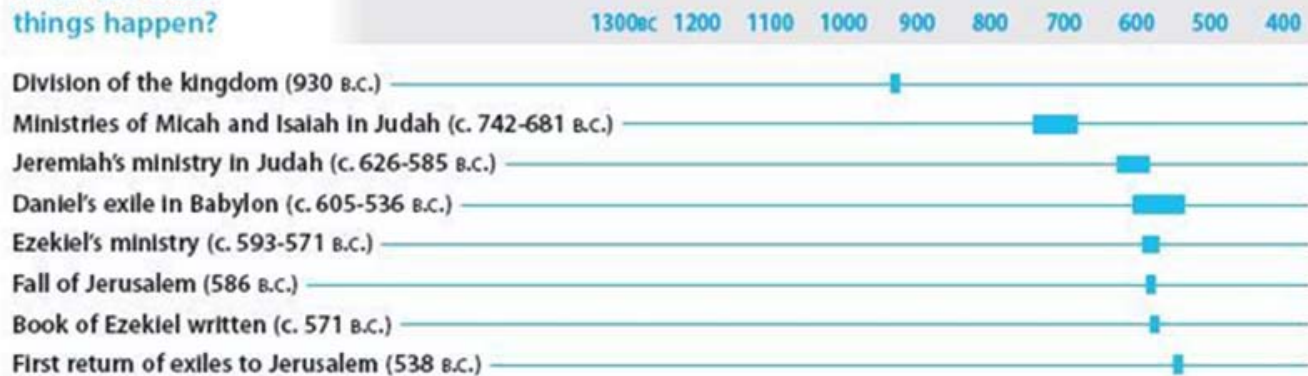 things happen? 1300BC 1200 1100 1000 900 800 700 600 500 400
Division of the kingdom (930 B.C.)
Ministries of Micah and Isaiah in Judah (c. 742-681 B.C.)
Jeremiah's ministry in Judah (c. 626-585 B.C.)
Daniel's exile in Babylon (c. 605-536 B.C.)
Ezekiel's ministry (c. 593-571 B.C.)
Fall of Jerusalem (586 B.C.)
Book of Ezekiel written (c. 571 B.C.)
First return of exiles to Jerusalem (538 B.C.)